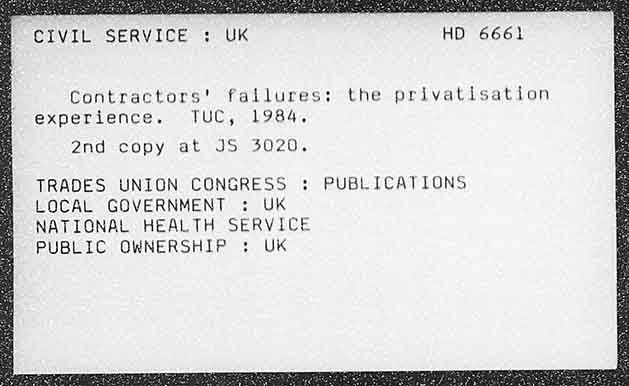 CIVIL SERVICE : UK HD 6661
Contractors' failures: the privatisation
experience. TUC, 1984.
2nd copy at JS 3020.
TRADES UNION CONGRESS : PUBLICATIONS
LOCAL GOVERNMENT : UK
NATIONAL HEALTH SERVICE
PUBLIC OWNERSHIP : UK